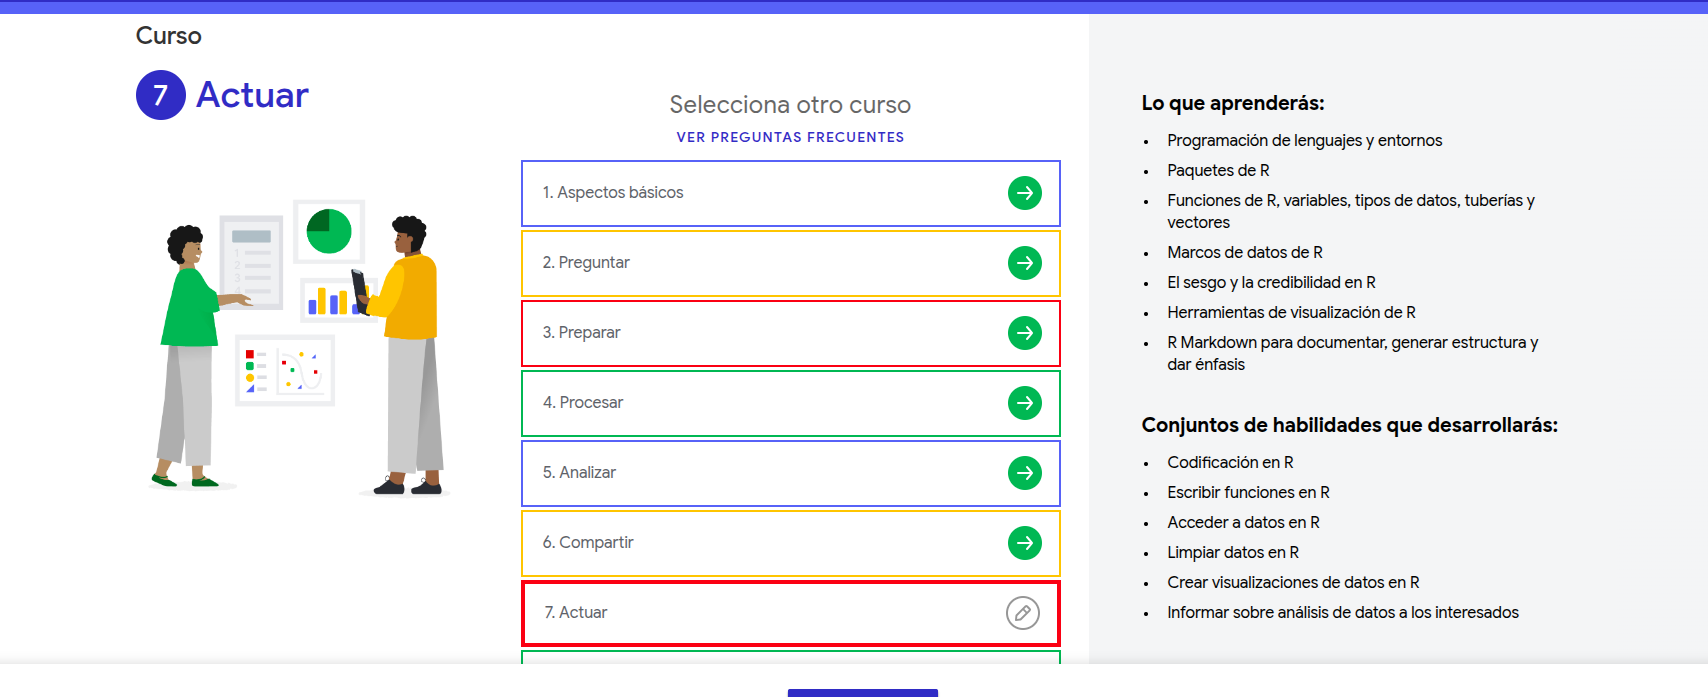 Curso
7 Actuar
Selecciona otro curso
VER PREGUNTAS FRECUENTES
1. Aspectos básicos
2. Preguntar
3. Preparar
4. Procesar
5. Analizar
6. Compartir
7. Actuar
Lo que aprenderás:
Programación de lenguajes y entornos
Paquetes de R
Funciones de R, variables, tipos de datos, tuberías y
vectores
Marcos de datos de R
El sesgo y la credibilidad en R
Herramientas de visualización de R
R Markdown para documentar, generar estructura y
dar énfasis
Conjuntos de habilidades que desarrollarás:
Codificación en R
Escribir funciones en R
Acceder a datos en R
Limpiar datos en R
Crear visualizaciones de datos en R
Informar sobre análisis de datos a los interesados